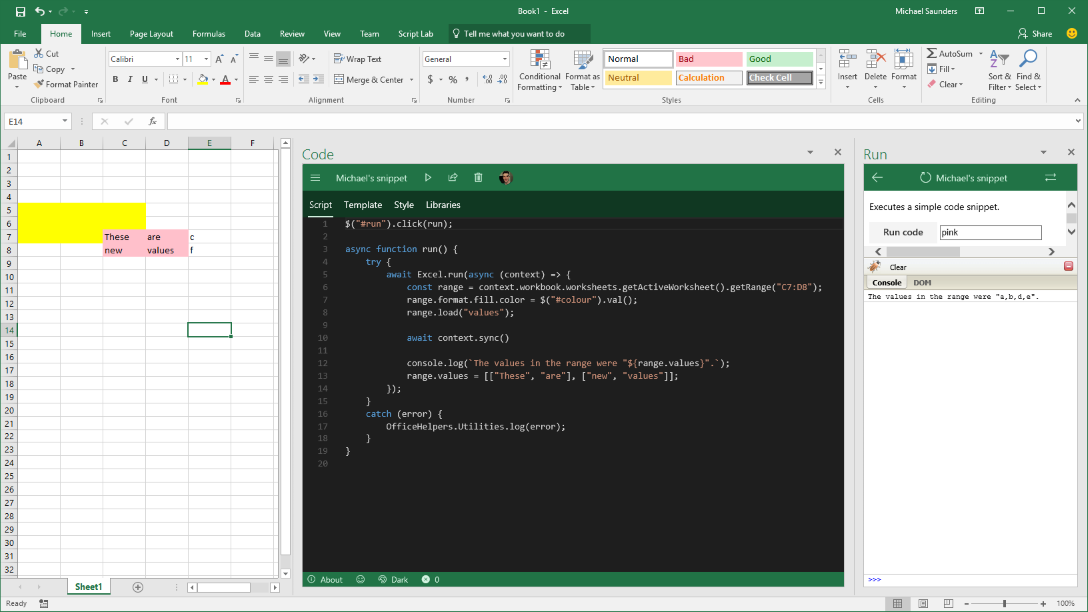 Book1 - Excel
Michael Saunders
File Home Insert Page Layout Formulas Data Review View Team Script Lab Tell me what you want to do
Share
Paste
Cut
Copy
Format Painter
Clipboard
Calibri 11
B I U
Font
Wrap Text
Merge & Center
Alignment
General
$ % ,
Number
Conditional Formatting
Format as Table
Normal Bad Good
Neutral Calculation Check Cell
Styles
Insert Delete Format
Cells
AutoSum
Fill
Clear
Sort & Filter
Find & Select
Editing
E14
fx
A B C D E F
1
2
3
4
5
6
7 These are c
8 new values f
9
10
11
12
13
14
15
16
17
18
19
20
21
22
23
24
25
26
27
28
29
30
31
32
Sheet1
Ready
Code
Michael's snippet
Script Template Style Libraries
1 $("#run").click(run);
2
3 async function run() {
4 try {
5 await Excel.run(async (context) => {
6 const range = context.workbook.worksheets.getActiveWorksheet().getRange("C7:D8");
7 range.format.fill.color = $("#colour").val();
8 range.load("values");
9
10 await context.sync()
11
12 console.log(`The values in the range were "${range.values}".`);
13 range.values = [["These", "are"], ["new", "values"]];
14 });
15 }
16 catch (error) {
17 OfficeHelpers.Utilities.log(error);
18 }
19 }
20
About Dark 0
Run
Michael's snippet
Executes a simple code snippet.
Run code pink
Clear
Console DOM
The values in the range were "a,b,d,e".
>>>
100%